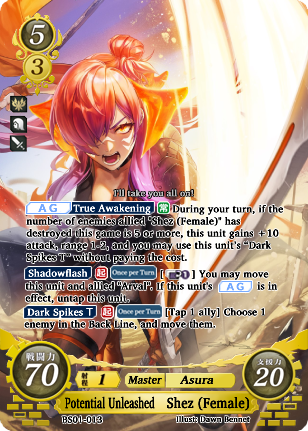 5
3
I'll take you all on!
AG True Awakening 常 During your turn, if the
number of enemies allied "Shez (Female)" has
destroyed this game is 5 or more, this unit gains +10
attack, range 1-2, and you may use this unit's "Dark
Spikes T" without paying the cost.
Shadowflash 起 Once per Turn [1] You may move
this unit and allied "Arval". If this unit's AG is in
effect, untap this unit.
Dark Spikes T 起 Once per Turn [Tap 1 ally] Choose 1
enemy in the Back Line, and move them.
戦闘力
70
射程 1 Master Asura
支援力
20
Potential Unleashed Shez (Female)
BS01-013 Illust: Dawn Bennet